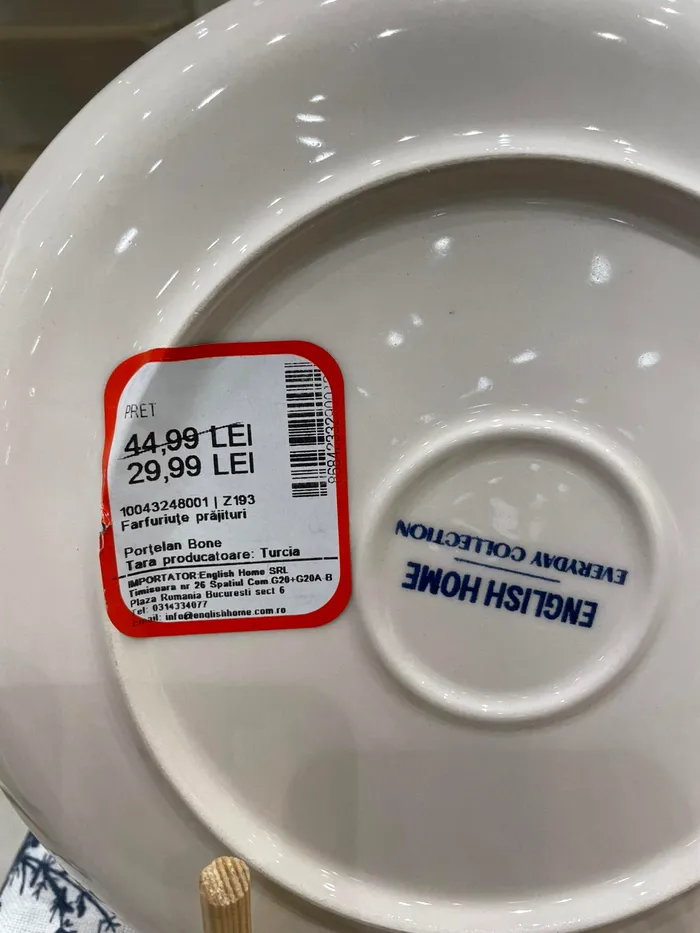 PRET
44,99 LEI
29,99 LEI
10043248001 | Z193
Farfuriuţe prăjituri
Porţelan Bone
Tara producatoare: Turcia
IMPORTATOR:English Home SRL
Timisoara nr 26 Spatiul Com.G20+G20A-B
Plaza Romania Bucuresti sect 6
Tel: 0314334077
Email: info@englishhome.com.ro
ENGLISH HOME
EVERYDAY COLLECTION